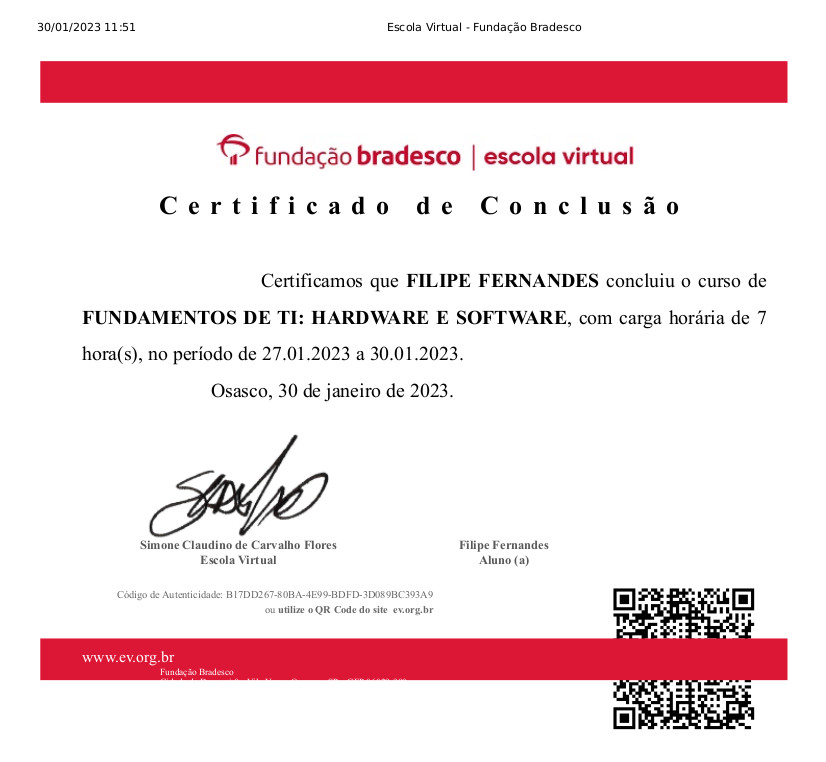 30/01/2023 11:51
Escola Virtual - Fundação Bradesco
fundação bradesco | escola virtual
Certificado de Conclusão
Certificamos que FILIPE FERNANDES concluiu o curso de
FUNDAMENTOS DE TI: HARDWARE E SOFTWARE, com carga horária de 7
hora(s), no período de 27.01.2023 a 30.01.2023.
Osasco, 30 de janeiro de 2023.
Simone Claudino de Carvalho Flores
Escola Virtual
Filipe Fernandes
Aluno (a)
Código de Autenticidade: B17DD267-80BA-4E99-BDFD-3D089BC393A9
ou utilize o QR Code do site ev.org.br
www.ev.org.br
Fundação Bradesco